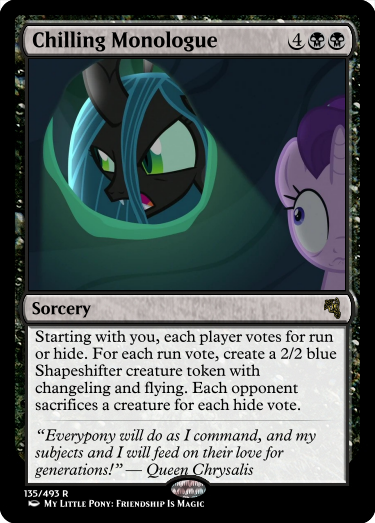 Chilling Monologue 4
Sorcery
Starting with you, each player votes for run
or hide. For each run vote, create a 2/2 blue
Shapeshifter creature token with
changeling and flying. Each opponent
sacrifices a creature for each hide vote.
“Everypony will do as I command, and my
subjects and I will feed on their love for
generations!” — Queen Chrysalis
135/493 R
My Little Pony: Friendship Is Magic